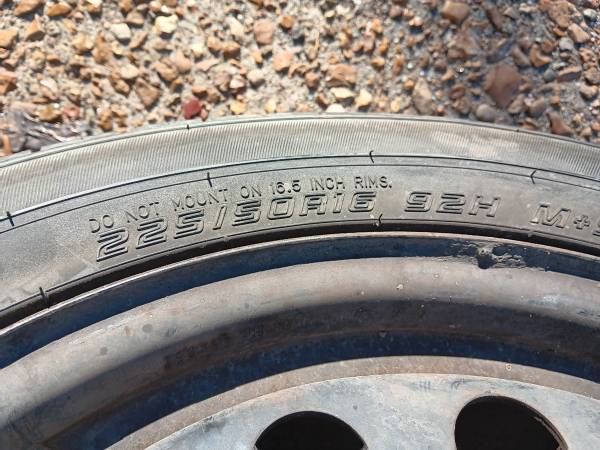 DO NOT MOUNT ON 16.5 INCH RIMS.
225/50R16 92H M+S